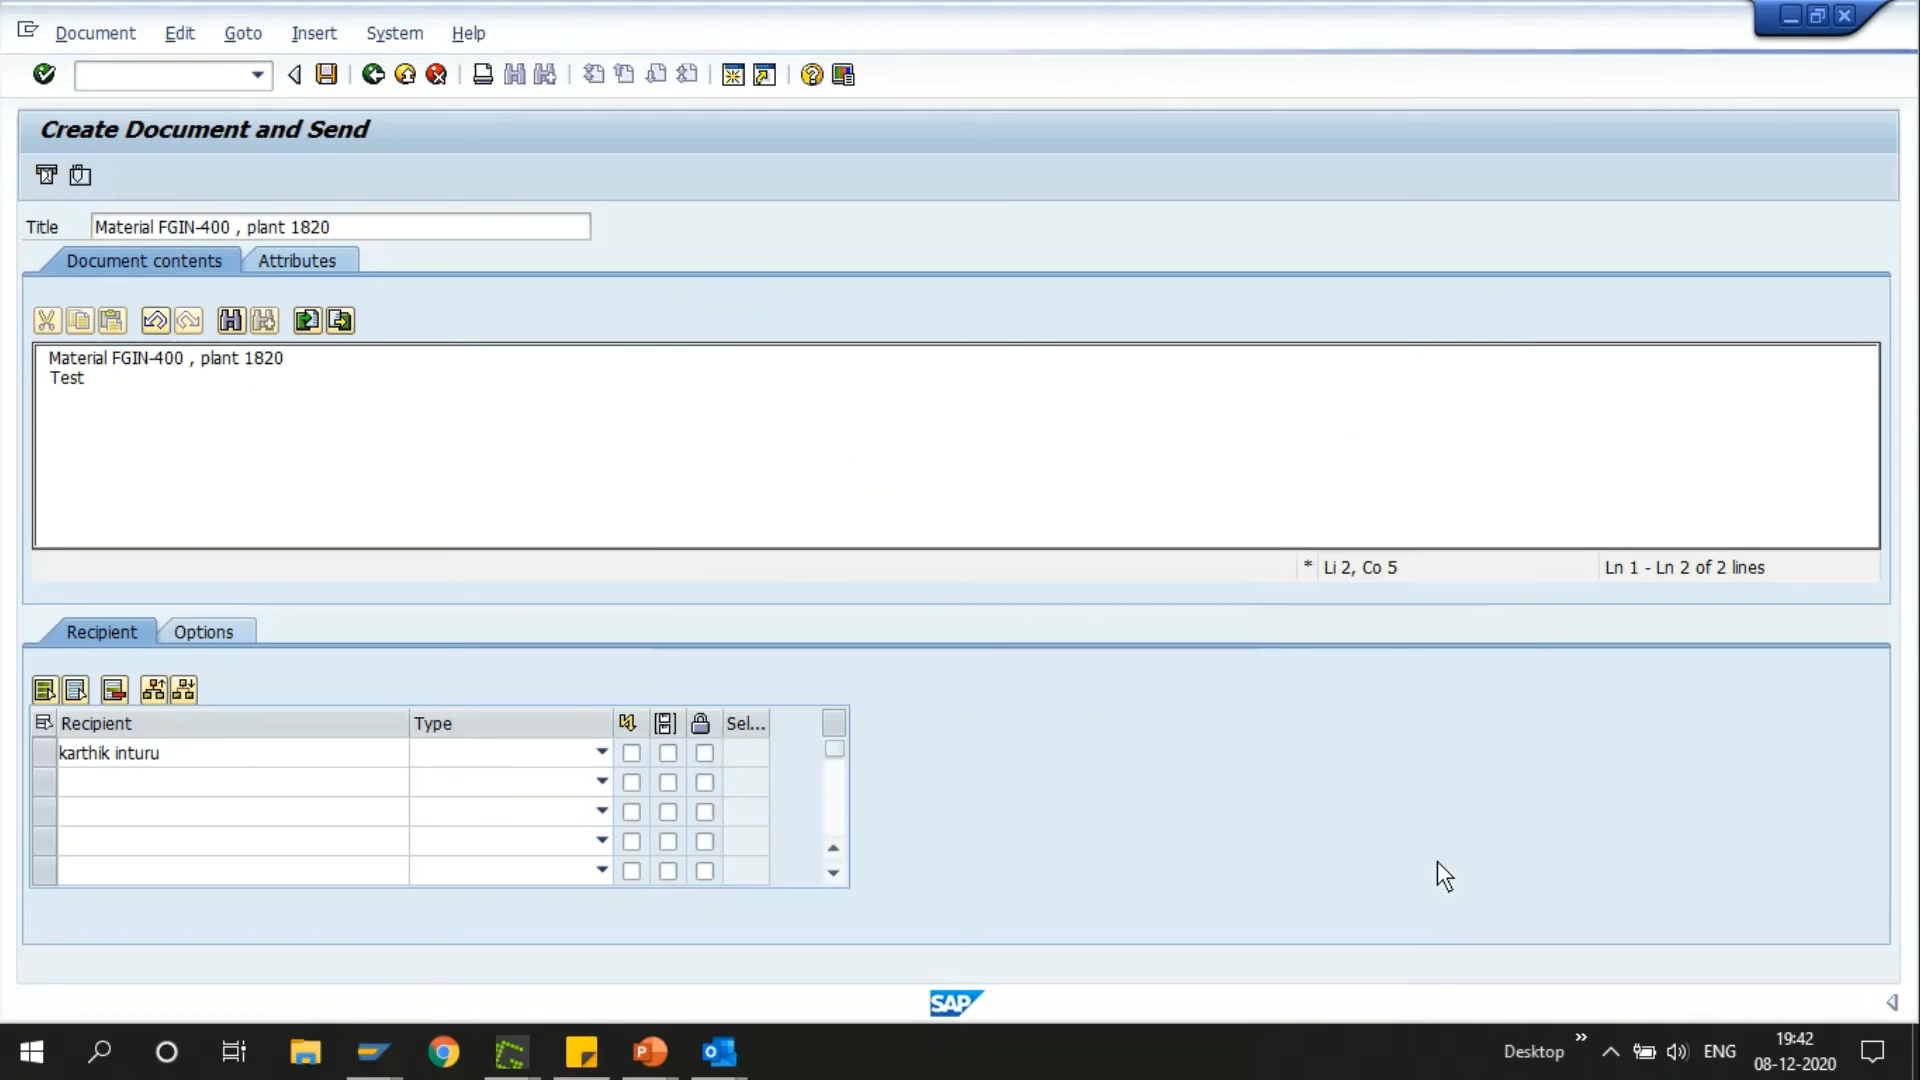 Document Edit Goto Insert System Help
Create Document and Send
Title Material FGIN-400 , plant 1820
Document contents Attributes
Material FGIN-400 , plant 1820
Test
* Li 2, Co 5 Ln 1 - Ln 2 of 2 lines
Recipient Options
Recipient Type Sel...
karthik inturu
SAP
Desktop ENG 19:42
08-12-2020